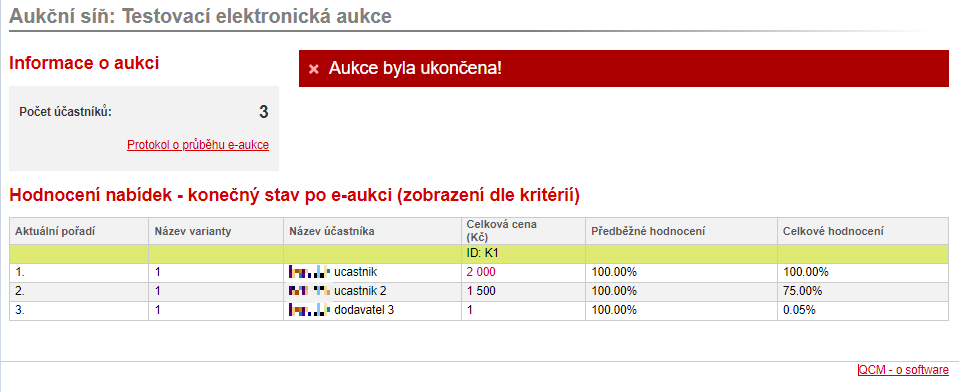 Aukční síň: Testovací elektronická aukce
Informace o aukci
Aukce byla ukončena!
Počet účastníků: 3
Protokol o průběhu e-aukce
Hodnocení nabídek - konečný stav po e-aukci (zobrazení dle kritérií)
Aktuální pořadí Název varianty Název účastníka Celková cena (Kč) Předběžné hodnocení Celkové hodnocení
ID: K1
1. 1 ucastnik 2 000 100.00% 100.00%
2. 1 ucastnik 2 1 500 100.00% 75.00%
3. 1 dodavatel 3 1 100.00% 0.05%
QCM - o software